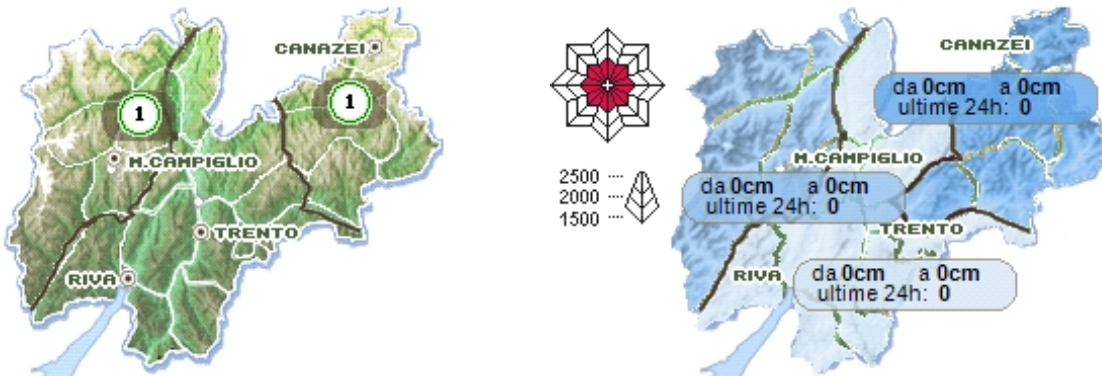 CANAZEI
1
1
M.CAMPIGLIO
TRENTO
RIVA
2500
2000
1500
CANAZEI
da 0cm a 0cm
ultime 24h: 0
M.CAMPIGLIO
da 0cm a 0cm
ultime 24h: 0
TRENTO
RIVA
da 0cm a 0cm
ultime 24h: 0